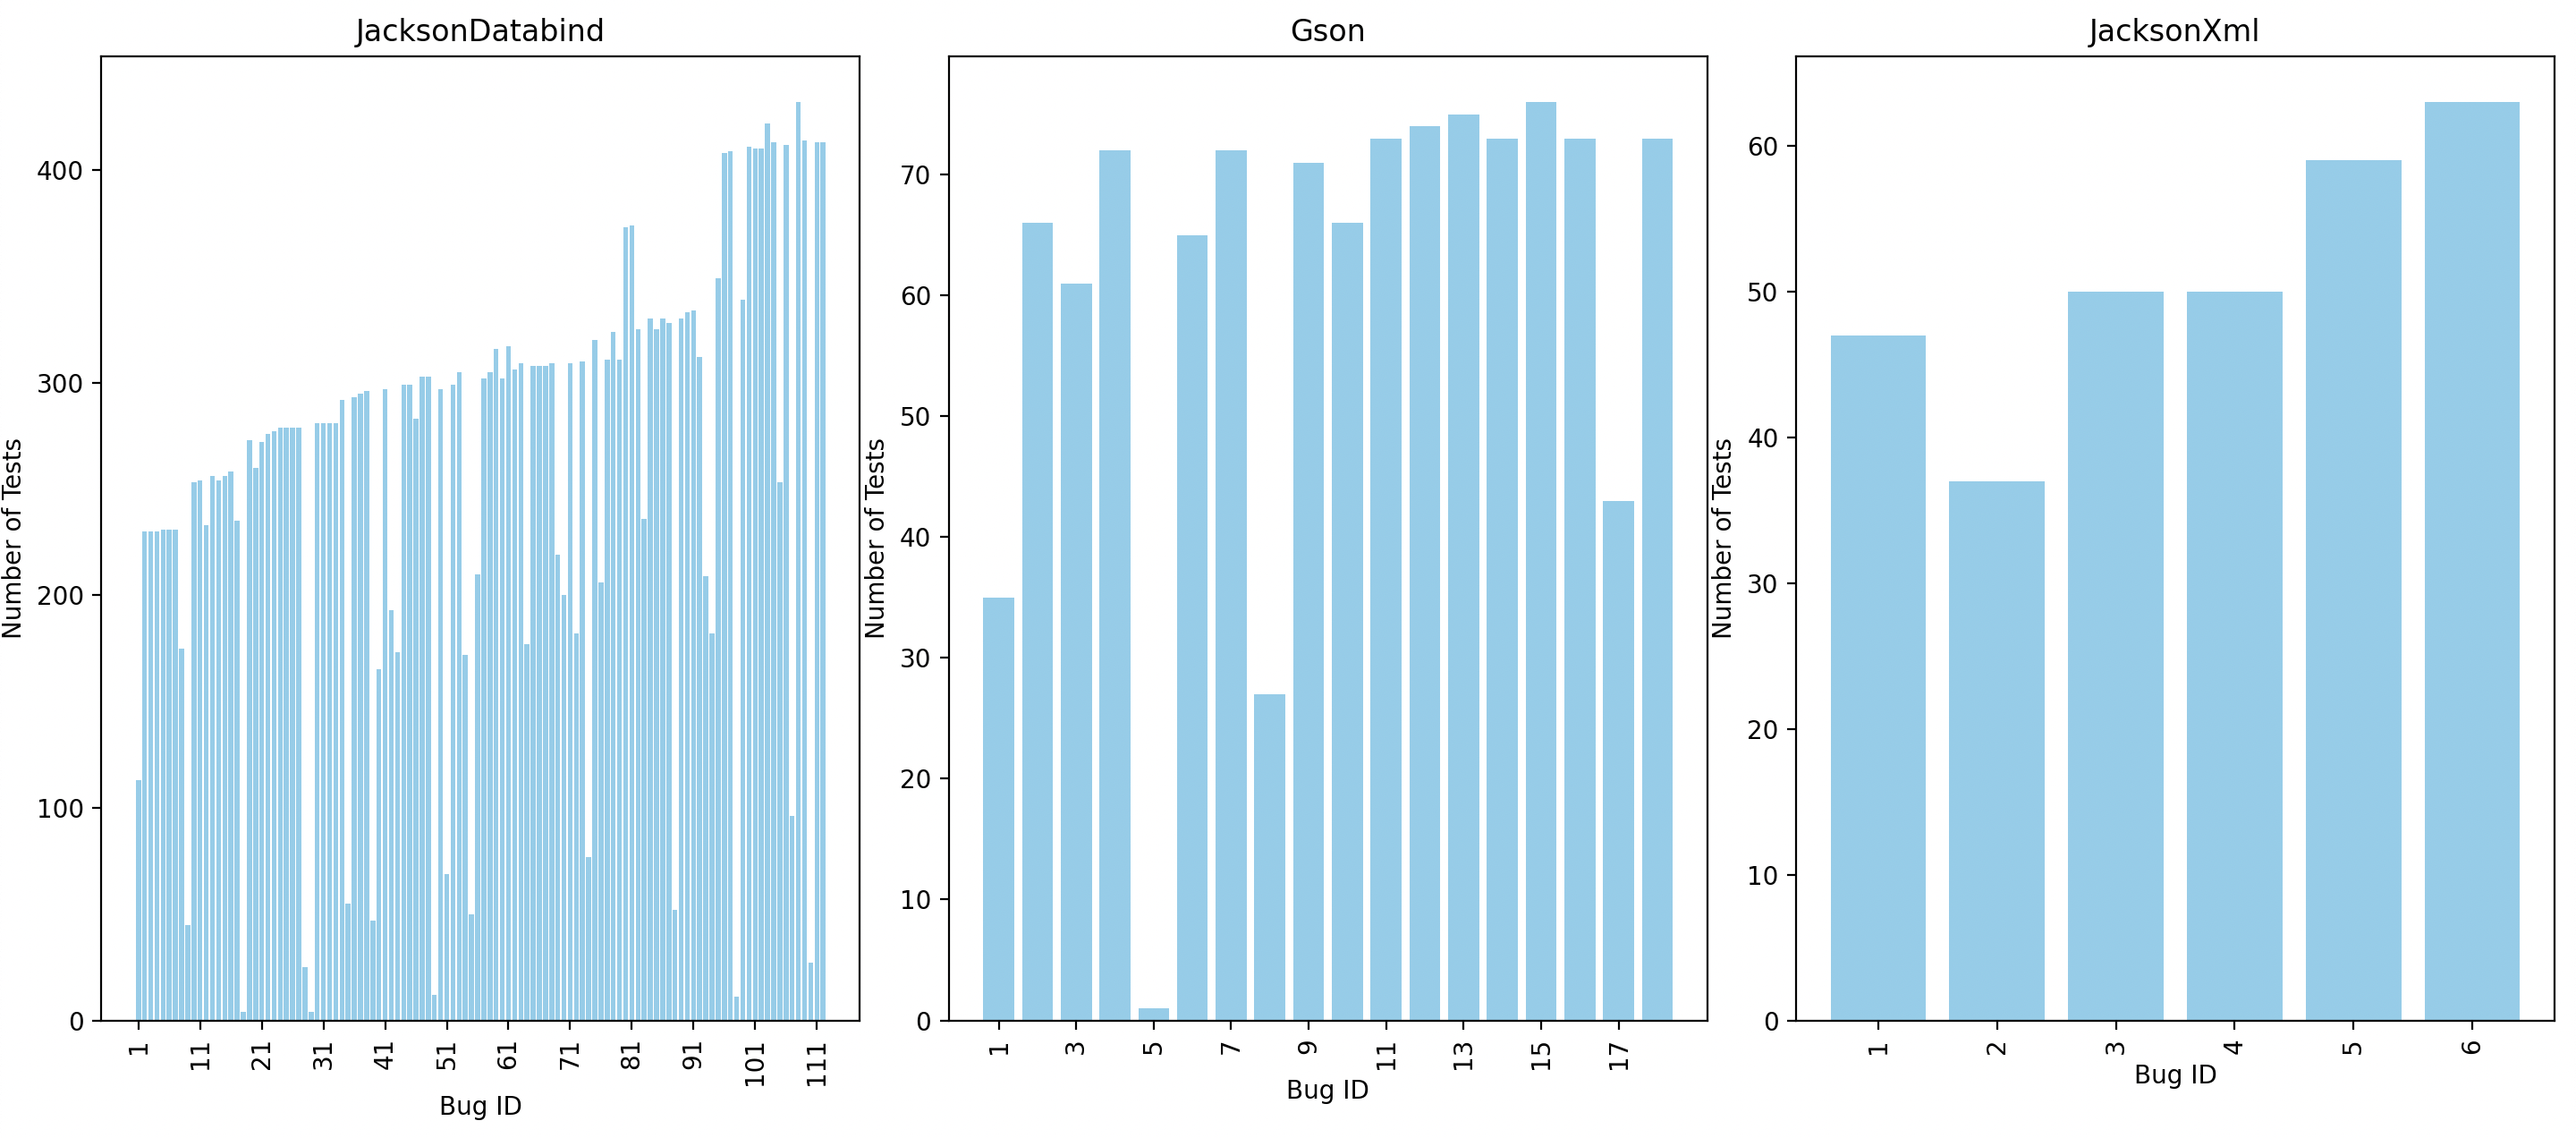 JacksonDatabind
Number of Tests
400
300
200
100
0
1 11 21 31 41 51 61 71 81 91 101 111
Bug ID
Gson
Number of Tests
70
60
50
40
30
20
10
0
1 3 5 7 9 11 13 15 17
Bug ID
JacksonXml
Number of Tests
60
50
40
30
20
10
0
1 2 3 4 5 6
Bug ID